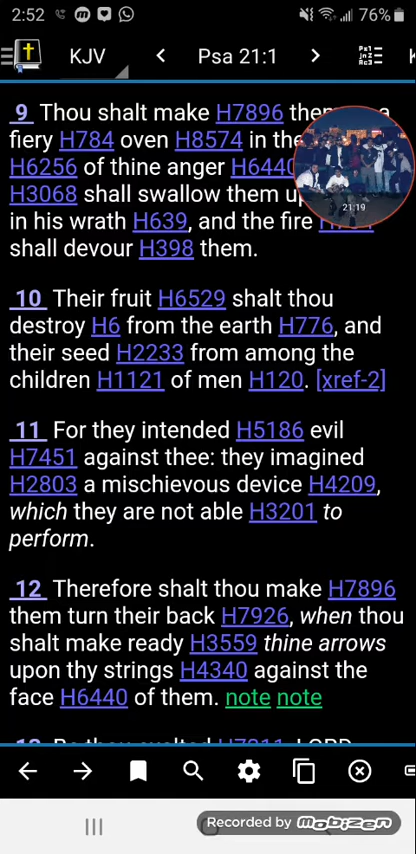 2:52 76%
KJV < Psa 21:1 >
9 Thou shalt make H7896
fiery H784 oven H8574 in the
H6256 of thine anger
H3068 shall swallow them
in his wrath H639, and the fire
shall devour H398 them.
21:19
10 Their fruit H6529 shalt thou
destroy H6 from the earth H776, and
their seed H2233 from among the
children H1121 of men H120. [xref-2]
11 For they intended H5186 evil
H7451 against thee: they imagined
H2803 a mischievous device H4209,
which they are not able H3201 to
perform.
12 Therefore shalt thou make H7896
them turn their back H7926, when thou
shalt make ready H3559 thine arrows
upon thy strings H4340 against the
face H6440 of them. note note
Recorded by mobizen